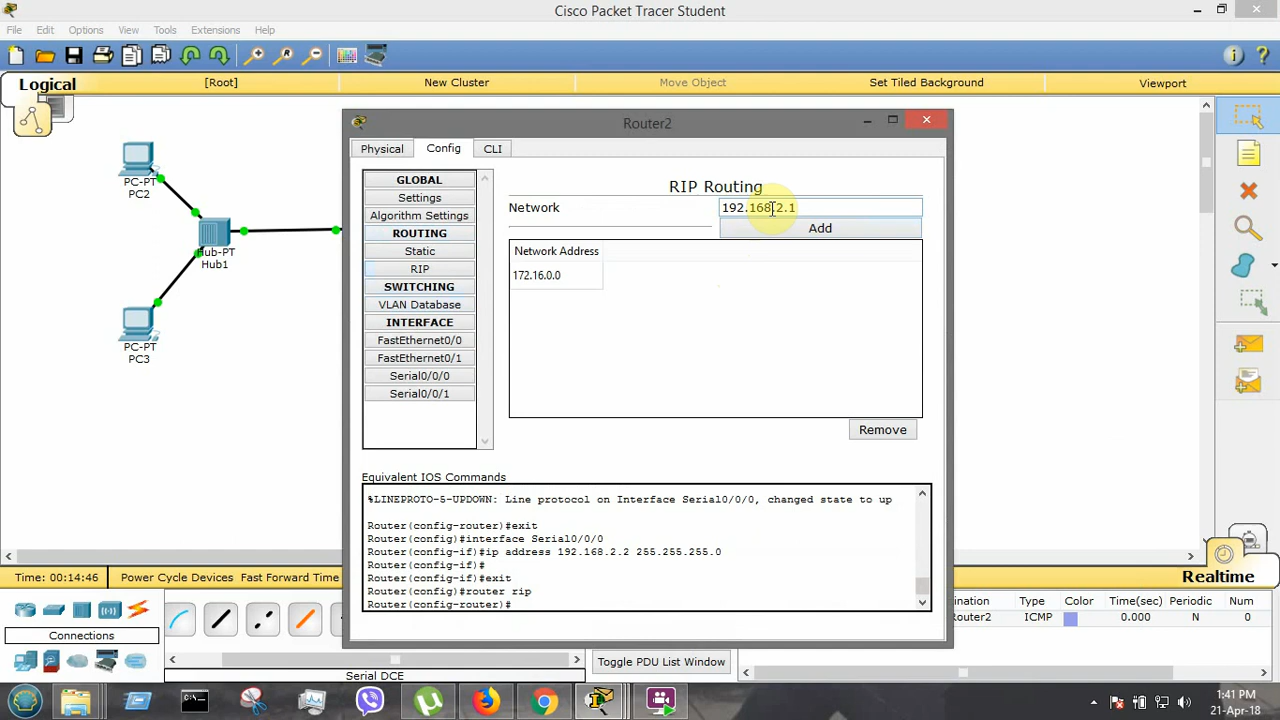 Cisco Packet Tracer Student
File Edit Options View Tools Extensions Help
Logical [Root] New Cluster Move Object Set Tiled Background Viewport
PC-PT
PC2
Hub-PT
Hub1
PC-PT
PC3
Router2
Physical Config CLI
GLOBAL
Settings
Algorithm Settings
ROUTING
Static
RIP
SWITCHING
VLAN Database
INTERFACE
FastEthernet0/0
FastEthernet0/1
Serial0/0/0
Serial0/0/1
RIP Routing
Network 192.168.2.1
Add
Network Address
172.16.0.0
Remove
Equivalent IOS Commands
%LINEPROTO-5-UPDOWN: Line protocol on Interface Serial0/0/0, changed state to up
Router(config-router)#exit
Router(config)#interface Serial0/0/0
Router(config-if)#ip address 192.168.2.2 255.255.255.0
Router(config-if)#
Router(config-if)#exit
Router(config)#router rip
Router(config-router)#
Time: 00:14:46 Power Cycle Devices Fast Forward Time
Realtime
Connections
Serial DCE
Toggle PDU List Window
ination Type Color Time(sec) Periodic Num
Router2 ICMP 0.000 N 0
1:41 PM
21-Apr-18